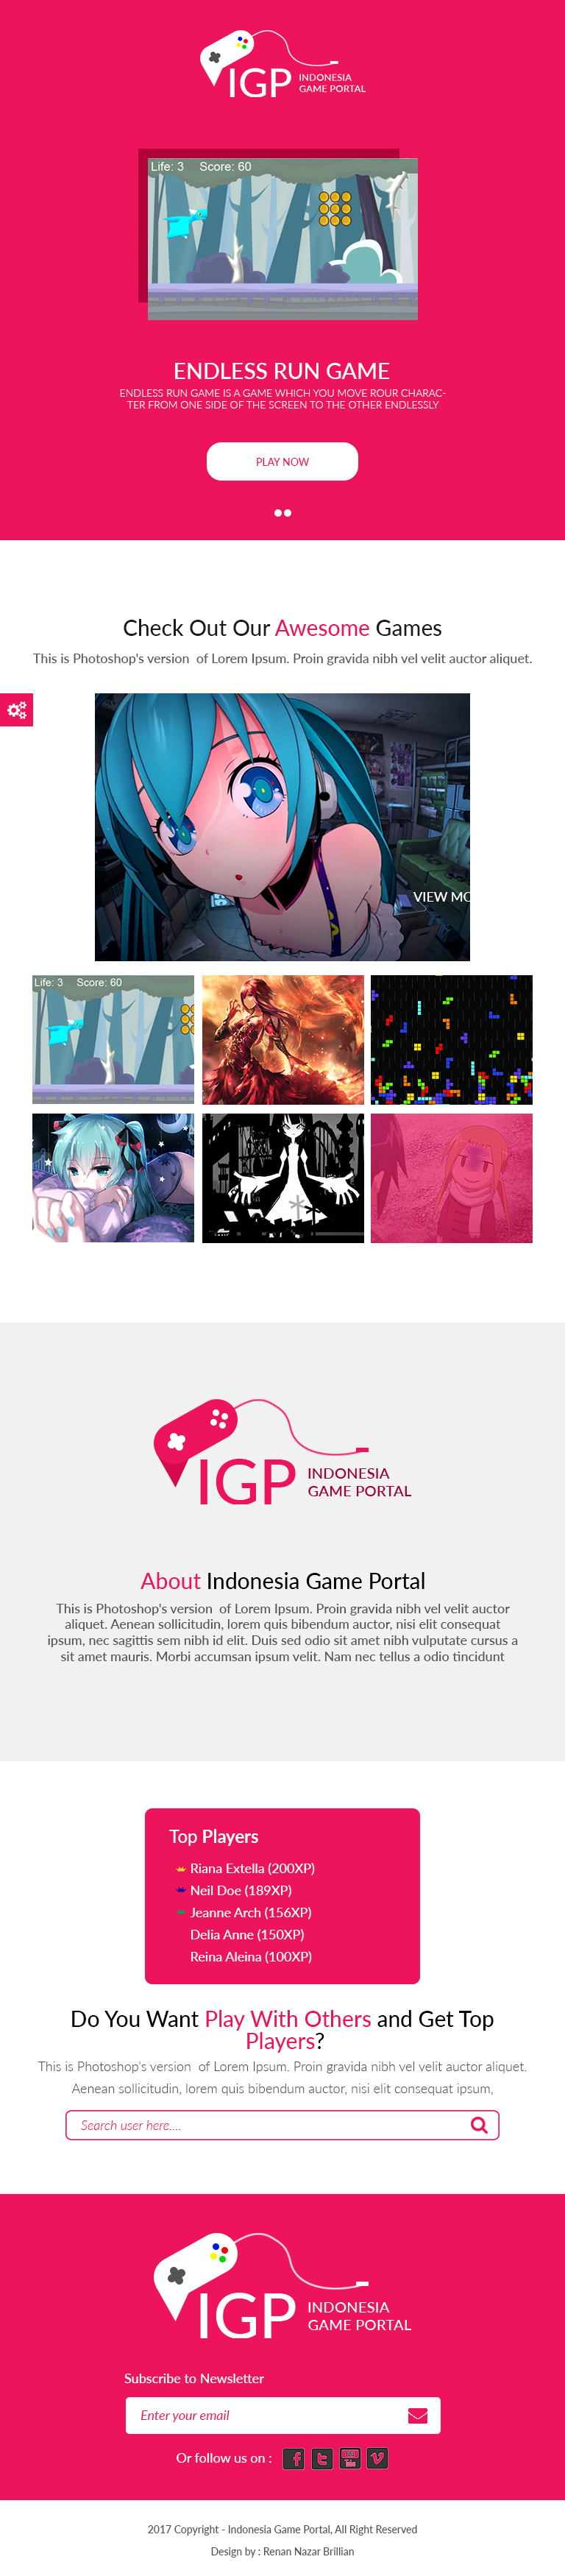 IGP
INDONESIA
GAME PORTAL
Life: 3 Score: 60
ENDLESS RUN GAME
ENDLESS RUN GAME IS A GAME WHICH YOU MOVE ROUR CHARAC-
TER FROM ONE SIDE OF THE SCREEN TO THE OTHER ENDLESSLY
PLAY NOW
Check Out Our Awesome Games
This is Photoshop's version of Lorem Ipsum. Proin gravida nibh vel velit auctor aliquet.
VIEW MO
Life: 3 Score: 60
IGP
INDONESIA
GAME PORTAL
About Indonesia Game Portal
This is Photoshop's version of Lorem Ipsum. Proin gravida nibh vel velit auctor
aliquet. Aenean sollicitudin, lorem quis bibendum auctor, nisi elit consequat
ipsum, nec sagittis sem nibh id elit. Duis sed odio sit amet nibh vulputate cursus a
sit amet mauris. Morbi accumsan ipsum velit. Nam nec tellus a odio tincidunt
Top Players
Riana Extella (200XP)
Neil Doe (189XP)
Jeanne Arch (156XP)
Delia Anne (150XP)
Reina Aleina (100XP)
Do You Want Play With Others and Get Top
Players?
This is Photoshop's version of Lorem Ipsum. Proin gravida nibh vel velit auctor aliquet.
Aenean sollicitudin, lorem quis bibendum auctor, nisi elit consequat ipsum,
Search user here....
IGP
INDONESIA
GAME PORTAL
Subscribe to Newsletter
Enter your email
Or follow us on :
2017 Copyright - Indonesia Game Portal, All Right Reserved
Design by : Renan Nazar Brillian